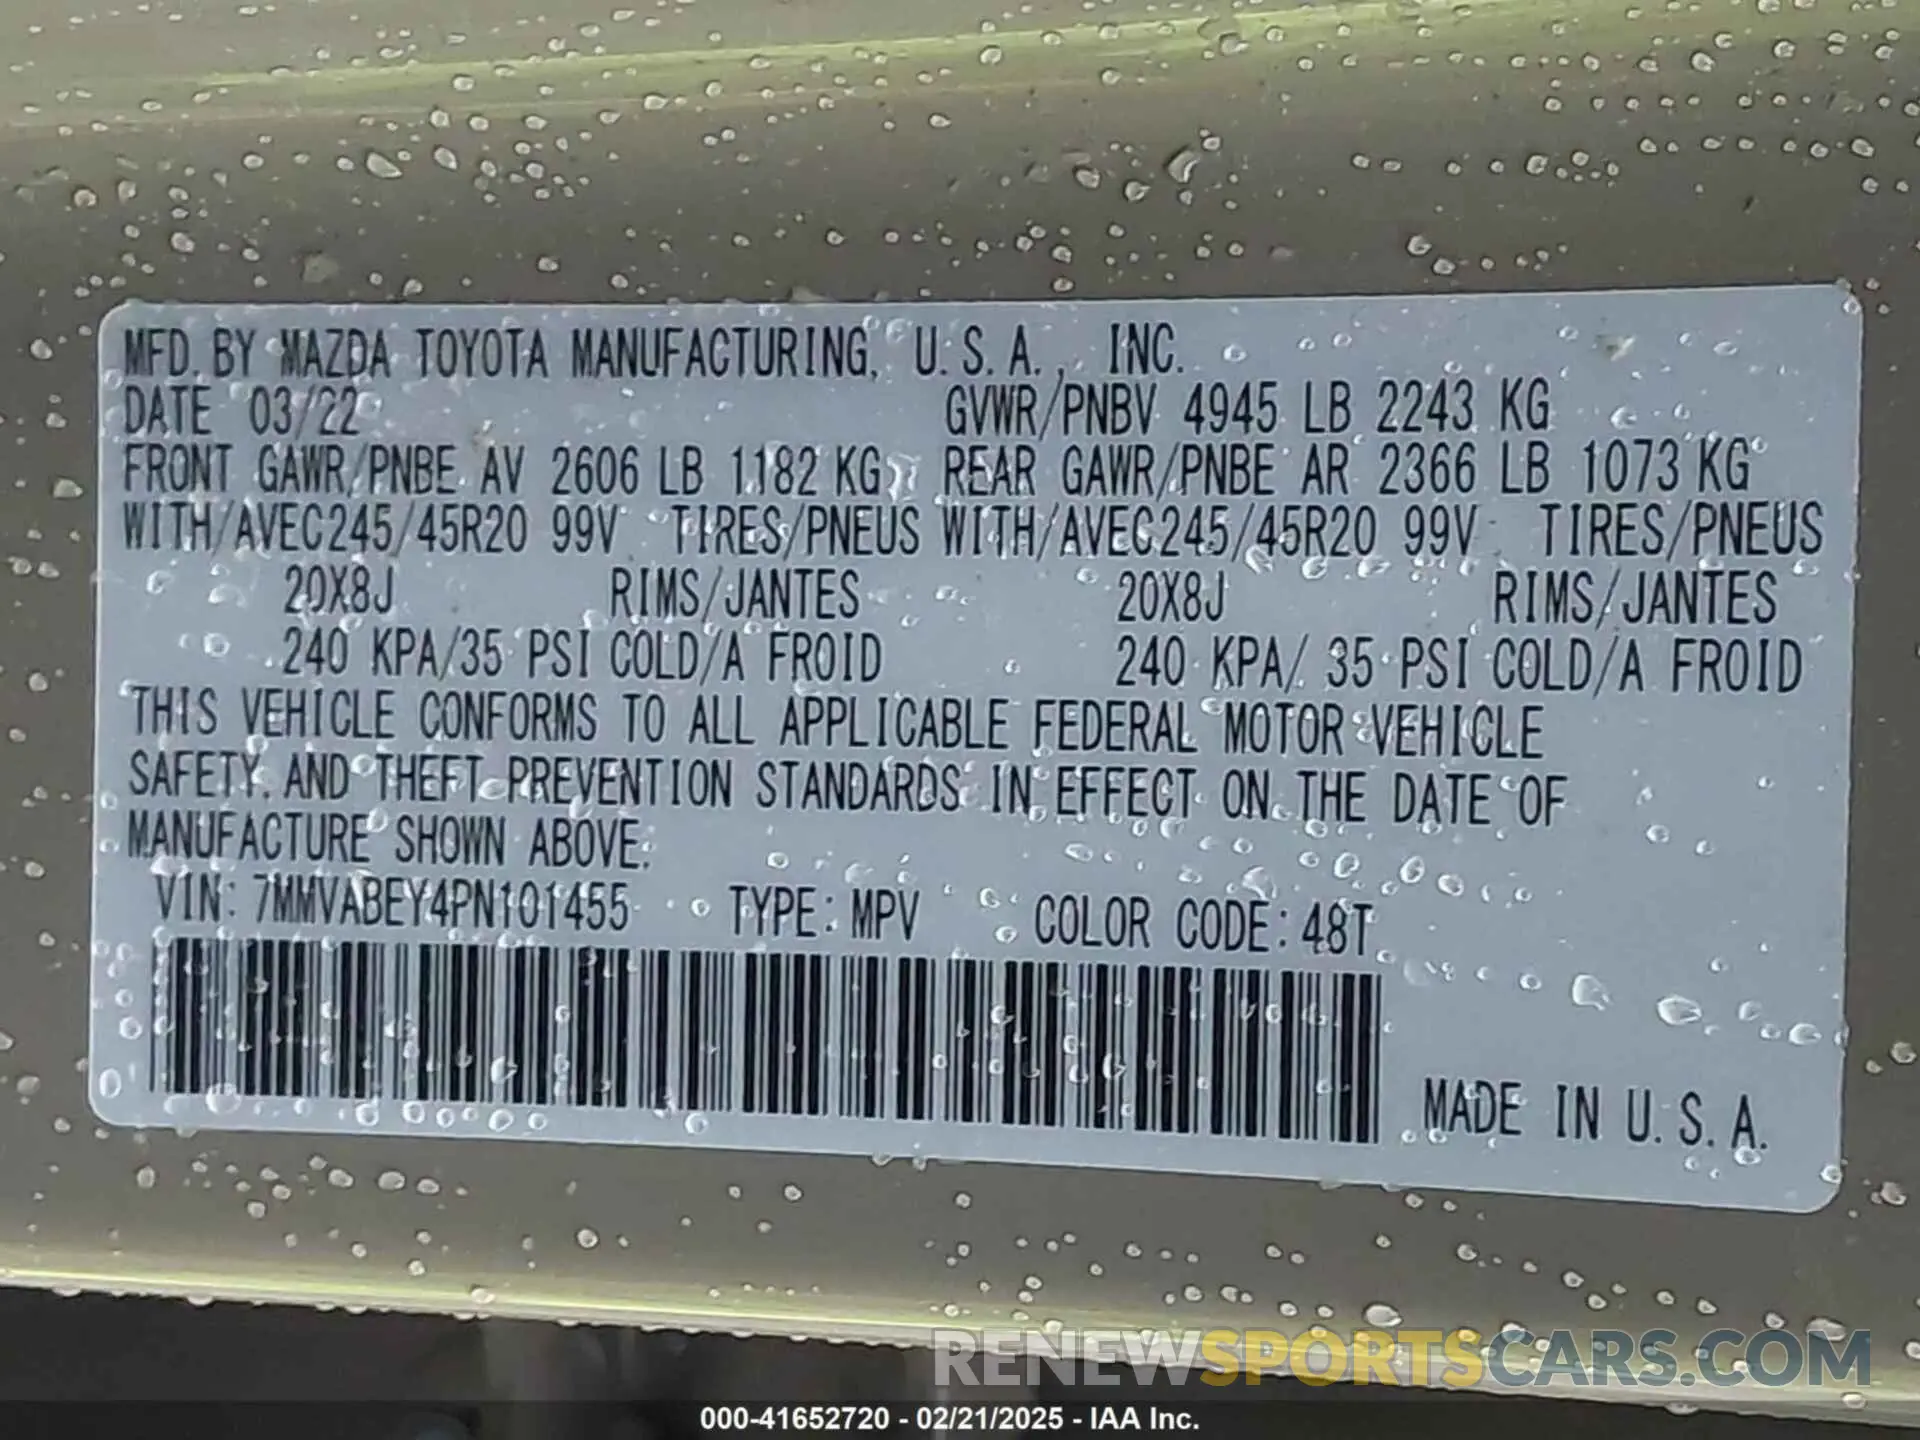 MFD. BY MAZDA TOYOTA MANUFACTURING, U.S.A., INC.
DATE 03/22 GVWR/PNBV 4945 LB 2243 KG
FRONT GAWR/PNBE AV 2606 LB 1182 KG REAR GAWR/PNBE AR 2366 LB 1073 KG
WITH/AVEC245/45R20 99V TIRES/PNEUS WITH/AVEC245/45R20 99V TIRES/PNEUS
20X8J RIMS/JANTES 20X8J RIMS/JANTES
240 KPA/35 PSI COLD/A FROID 240 KPA/ 35 PSI COLD/A FROID
THIS VEHICLE CONFORMS TO ALL APPLICABLE FEDERAL MOTOR VEHICLE
SAFETY AND THEFT PREVENTION STANDARDS IN EFFECT ON THE DATE OF
MANUFACTURE SHOWN ABOVE.
VIN: 7MMVABEY4PN101455 TYPE: MPV COLOR CODE: 48T
MADE IN U.S.A.
RENEWSPORTSCARS.COM
000-41652720 - 02/21/2025 - IAA Inc.